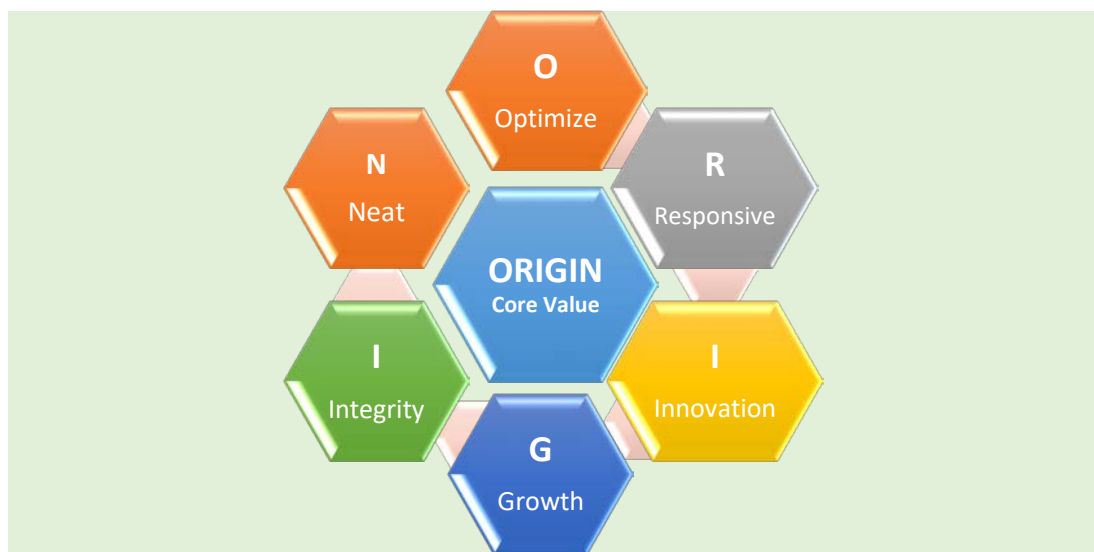 O
Optimize
R
Responsive
I
Innovation
G
Growth
I
Integrity
N
Neat
ORIGIN
Core Value